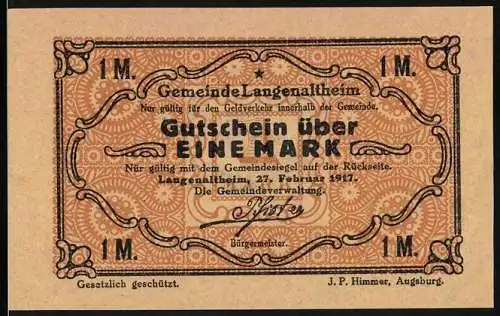 1 M. 1 M.
Gemeinde Langenaltheim
Nur gültig für den Geldverkehr innerhalb der Gemeinde.
Gutschein über
EINE MARK
Nur gültig mit dem Gemeindesiegel auf der Rückseite.
Langenaltheim, 27. Februar 1917.
Die Gemeindeverwaltung.
Bürgermeister.
1 M. 1 M.
Gesetzlich geschützt. J. P. Himmer, Augsburg.